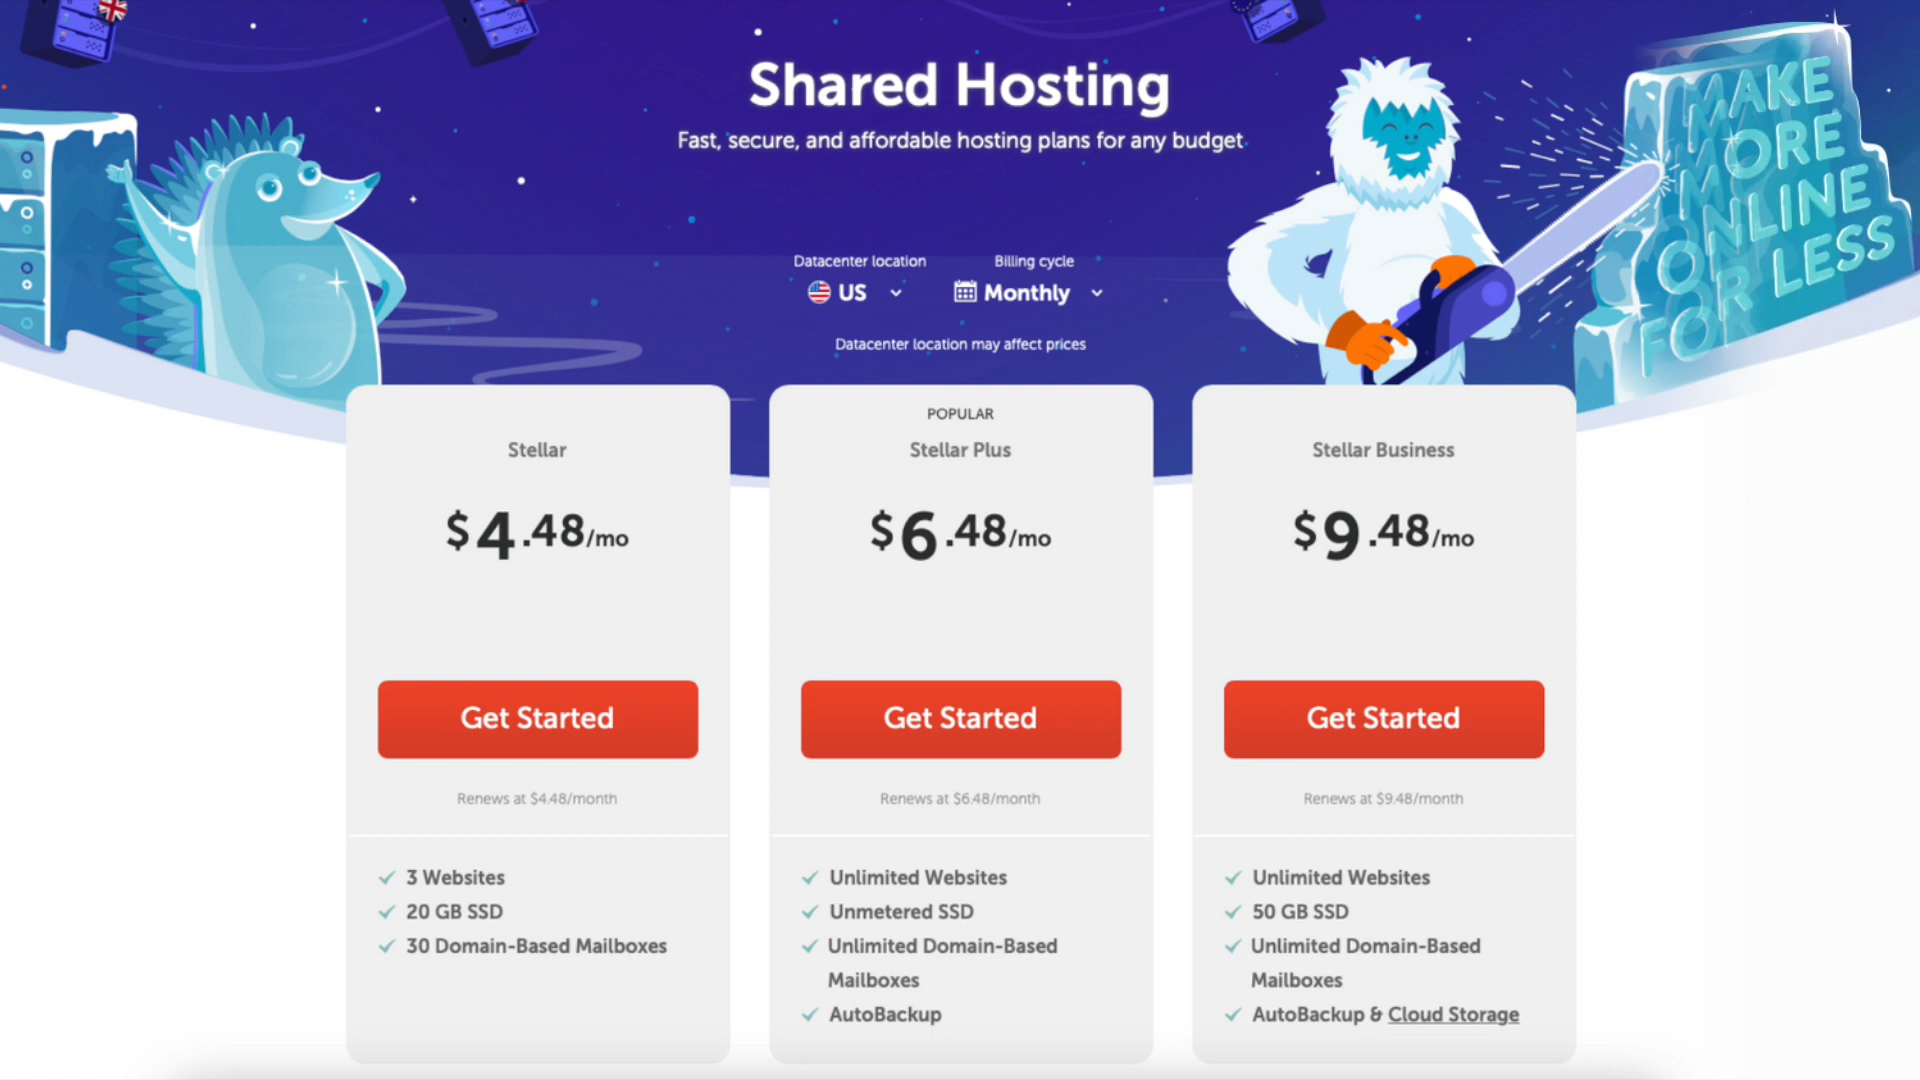 Shared Hosting
Fast, secure, and affordable hosting plans for any budget
MAKE
MORE
ONLINE
FOR LESS
Datacenter location
US
Billing cycle
Monthly
Datacenter location may affect prices
Stellar
$4.48/mo
Get Started
Renews at $4.48/month
3 Websites
20 GB SSD
30 Domain-Based Mailboxes
POPULAR
Stellar Plus
$6.48/mo
Get Started
Renews at $6.48/month
Unlimited Websites
Unmetered SSD
Unlimited Domain-Based
Mailboxes
AutoBackup
Stellar Business
$9.48/mo
Get Started
Renews at $9.48/month
Unlimited Websites
50 GB SSD
Unlimited Domain-Based
Mailboxes
AutoBackup & Cloud Storage